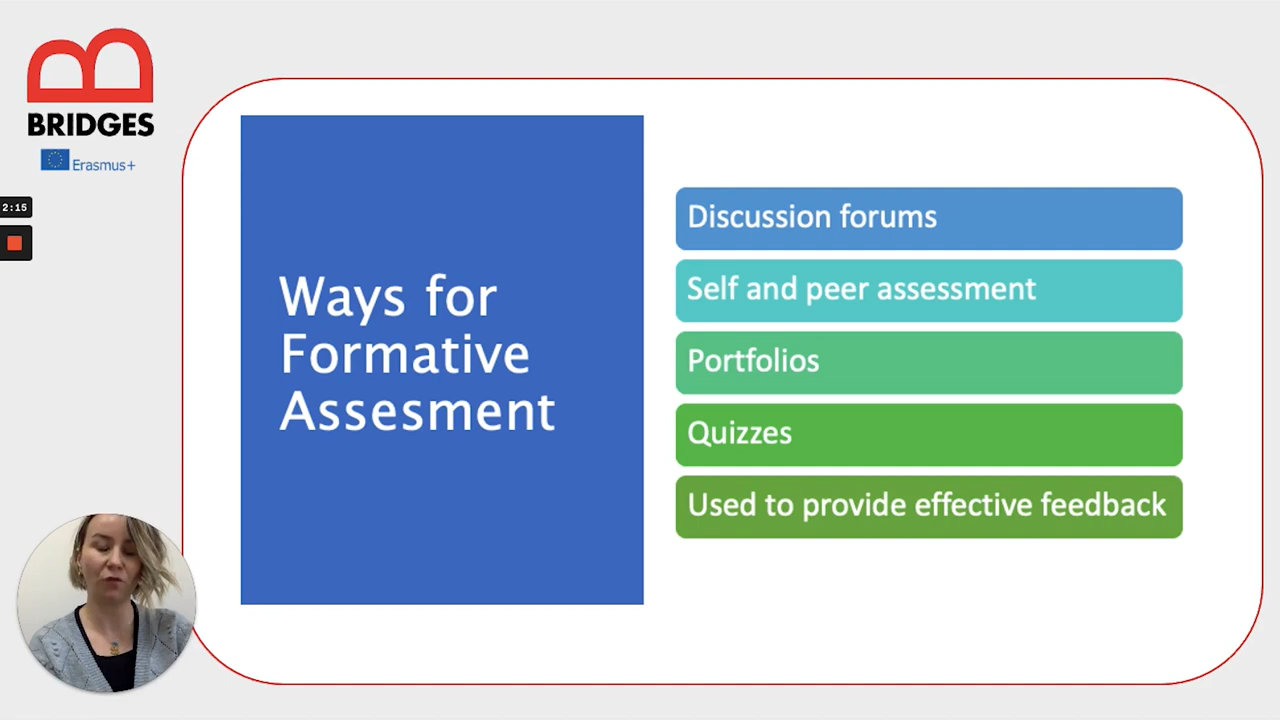 BRIDGES
Erasmus+
2:15
Ways for
Formative
Assesment
Discussion forums
Self and peer assessment
Portfolios
Quizzes
Used to provide effective feedback